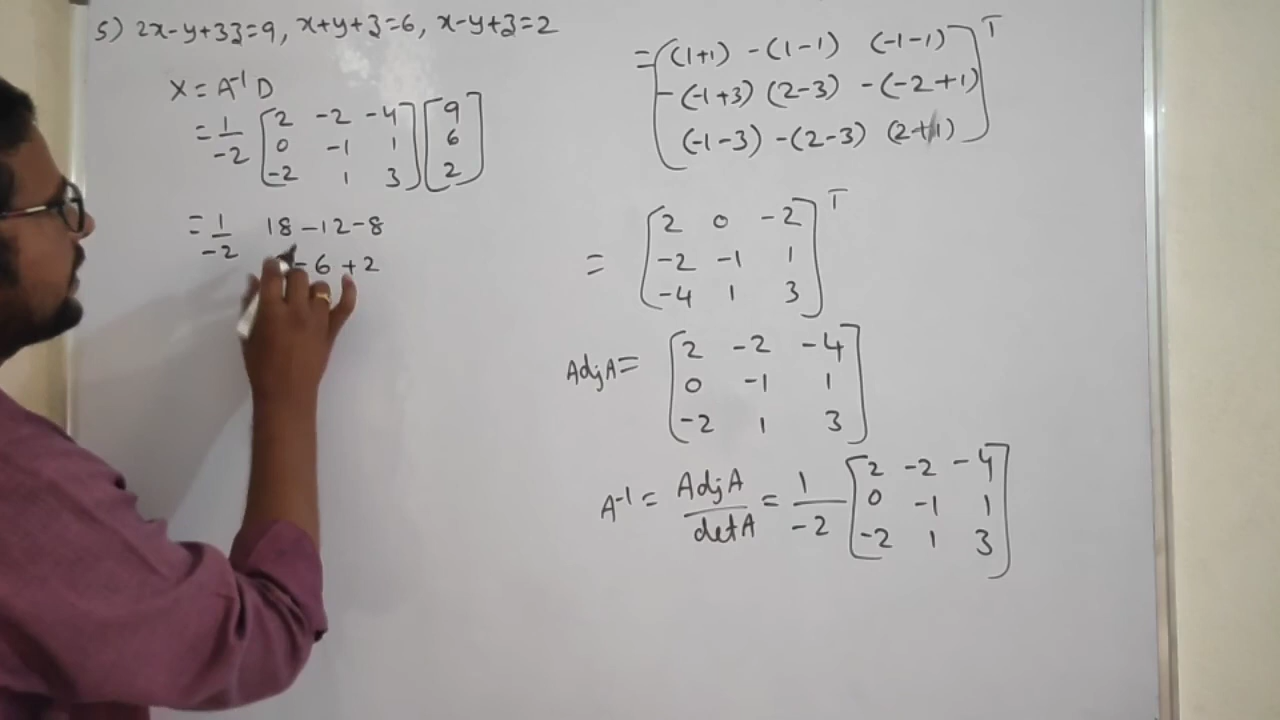 5) 2x-y+3z=9, x+y+z=6, x-y+z=2
X = A⁻¹ D
= 1/-2 [2 -2 -4] [9]
[0 -1 1] [6]
[-2 1 3] [2]
= 1/-2 18-12-8
-6+2
= [(1+1) -(1-1) (-1-1)]ᵀ
[-(-1+3) (2-3) -(-2+1)]
[(-1-3) -(2-3) (2+1)]
= [2 0 -2]ᵀ
[-2 -1 1]
[-4 1 3]
AdjA = [2 -2 -4]
[0 -1 1]
[-2 1 3]
A⁻¹ = AdjA/detA = 1/-2 [2 -2 -4]
[0 -1 1]
[-2 1 3]